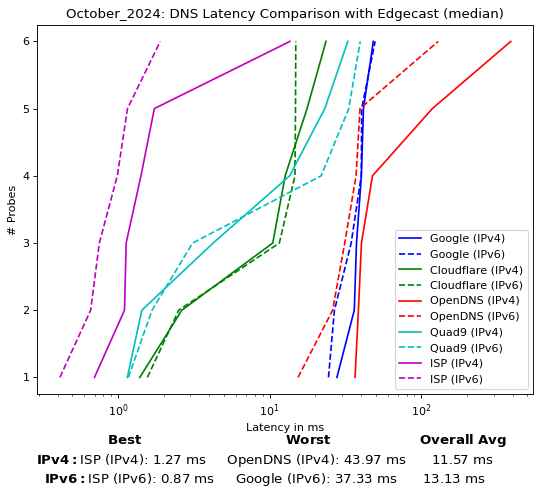 October_2024: DNS Latency Comparison with Edgecast (median)
6
5
4
3
2
1
# Probes
10^0
10^1
10^2
Latency in ms
Google (IPv4)
Google (IPv6)
Cloudflare (IPv4)
Cloudflare (IPv6)
OpenDNS (IPv4)
OpenDNS (IPv6)
Quad9 (IPv4)
Quad9 (IPv6)
ISP (IPv4)
ISP (IPv6)
Best Worst Overall Avg
IPv4: ISP (IPv4): 1.27 ms OpenDNS (IPv4): 43.97 ms 11.57 ms
IPv6: ISP (IPv6): 0.87 ms Google (IPv6): 37.33 ms 13.13 ms